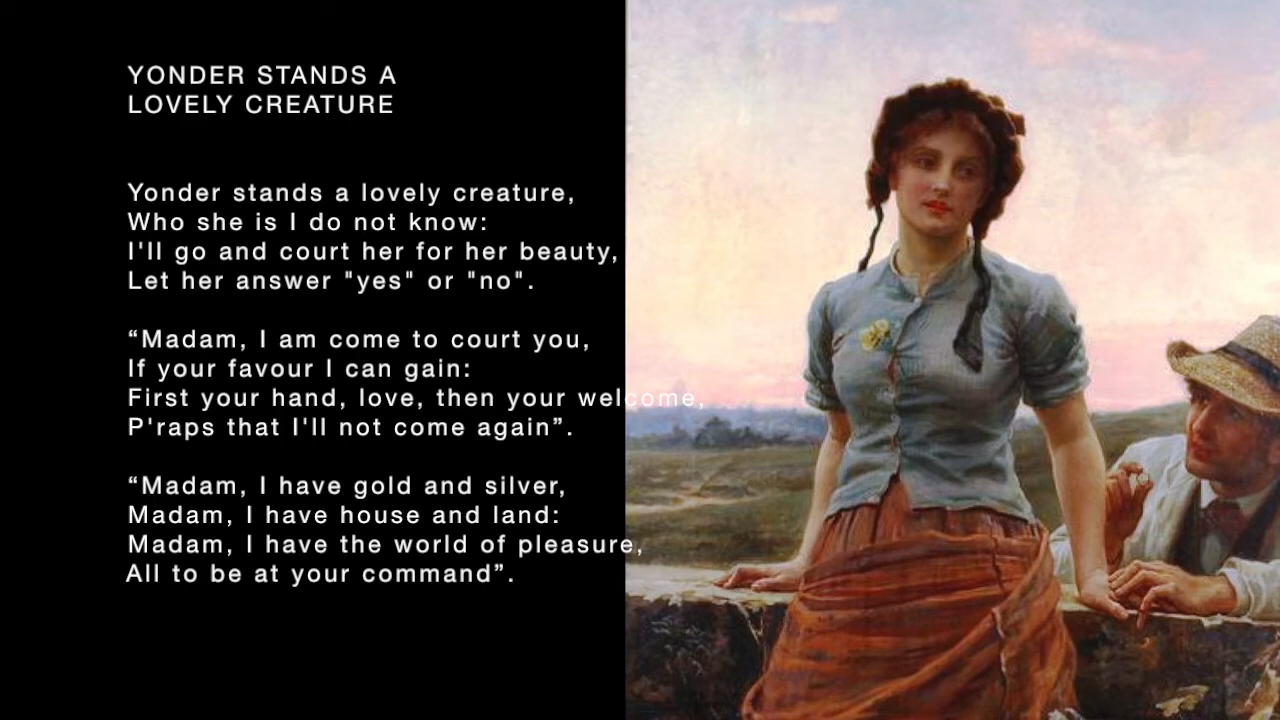 YONDER STANDS A
LOVELY CREATURE
Yonder stands a lovely creature,
Who she is I do not know:
I'll go and court her for her beauty,
Let her answer "yes" or "no".
“Madam, I am come to court you,
If your favour I can gain:
First your hand, love, then your welcome,
P'raps that I'll not come again”.
“Madam, I have gold and silver,
Madam, I have house and land:
Madam, I have the world of pleasure,
All to be at your command”.